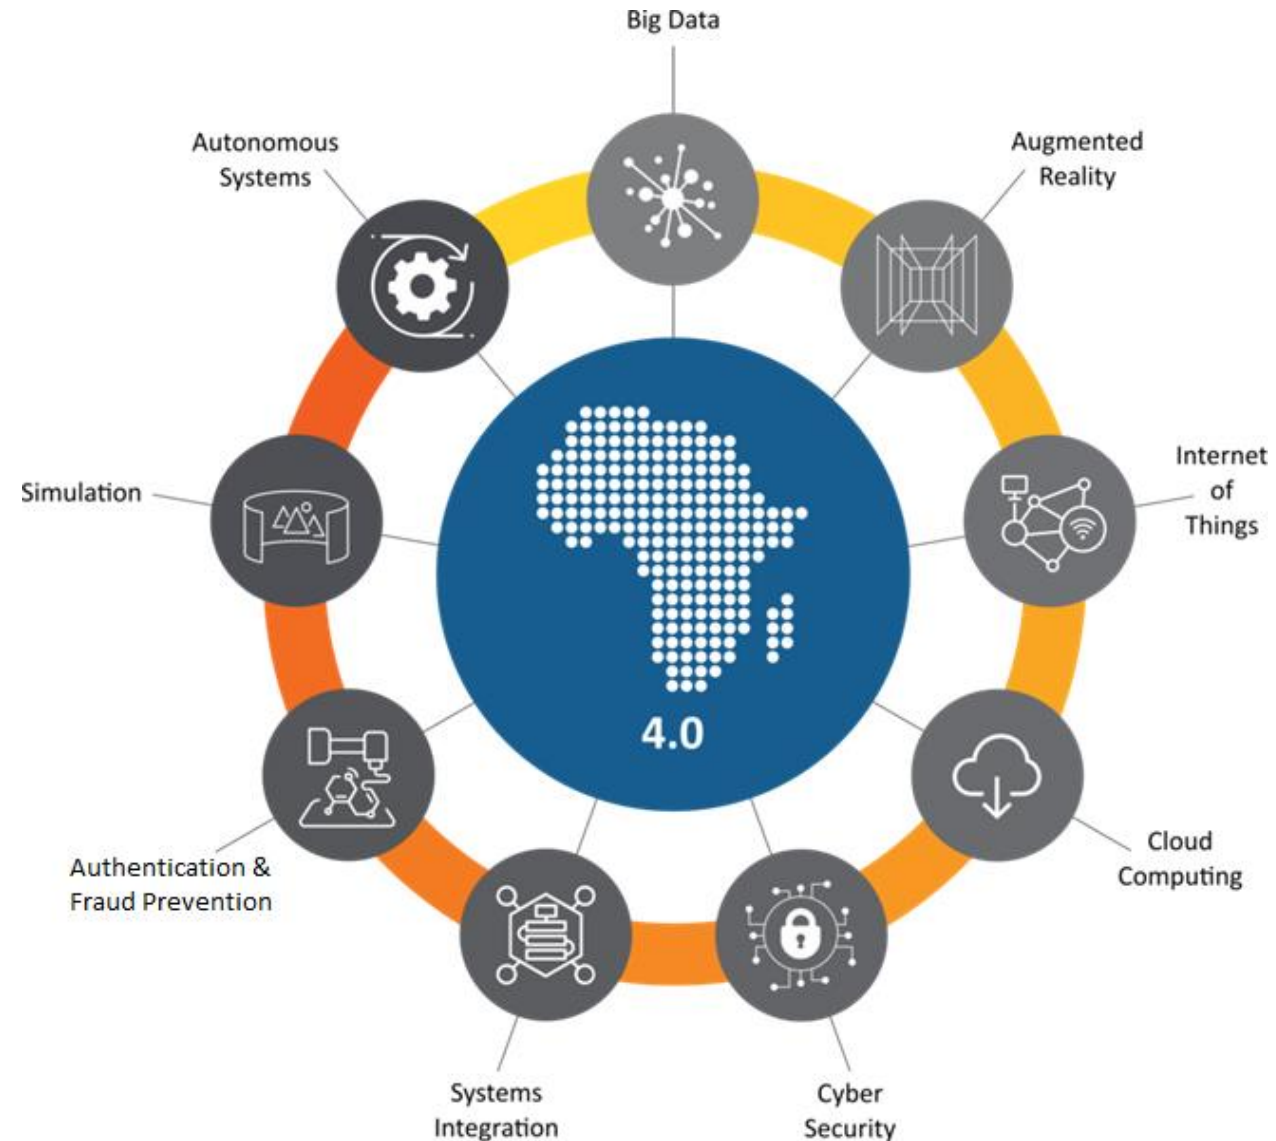 Big Data
Augmented
Reality
Internet
of
Things
Cloud
Computing
Cyber
Security
Systems
Integration
Authentication &
Fraud Prevention
Simulation
Autonomous
Systems
4.0